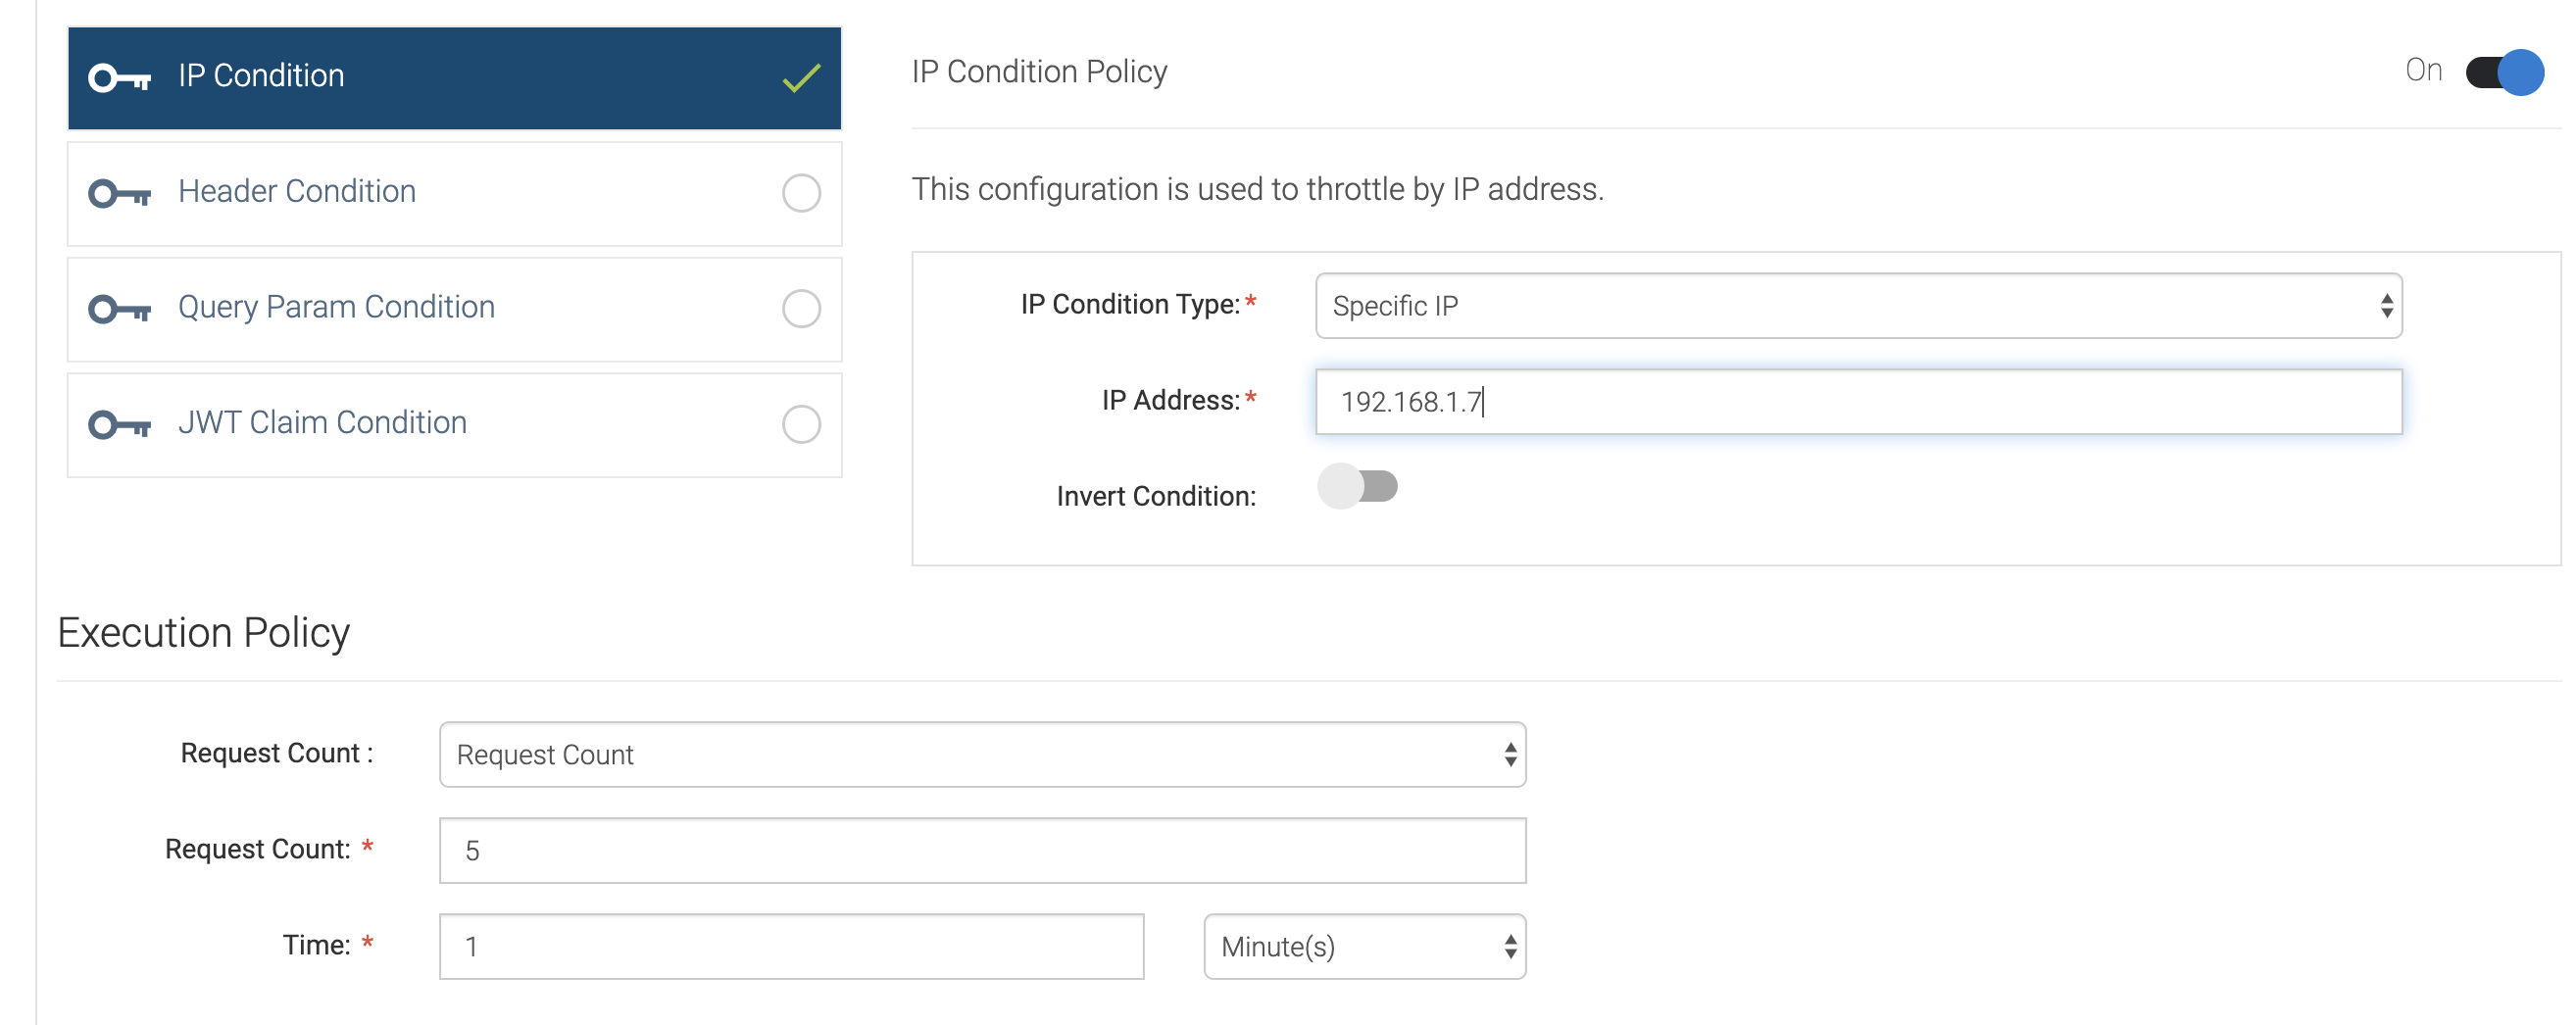 IP Condition
Header Condition
Query Param Condition
JWT Claim Condition
IP Condition Policy
On
This configuration is used to throttle by IP address.
IP Condition Type:* Specific IP
IP Address:* 192.168.1.7
Invert Condition:
Execution Policy
Request Count : Request Count
Request Count: * 5
Time: * 1 Minute(s)